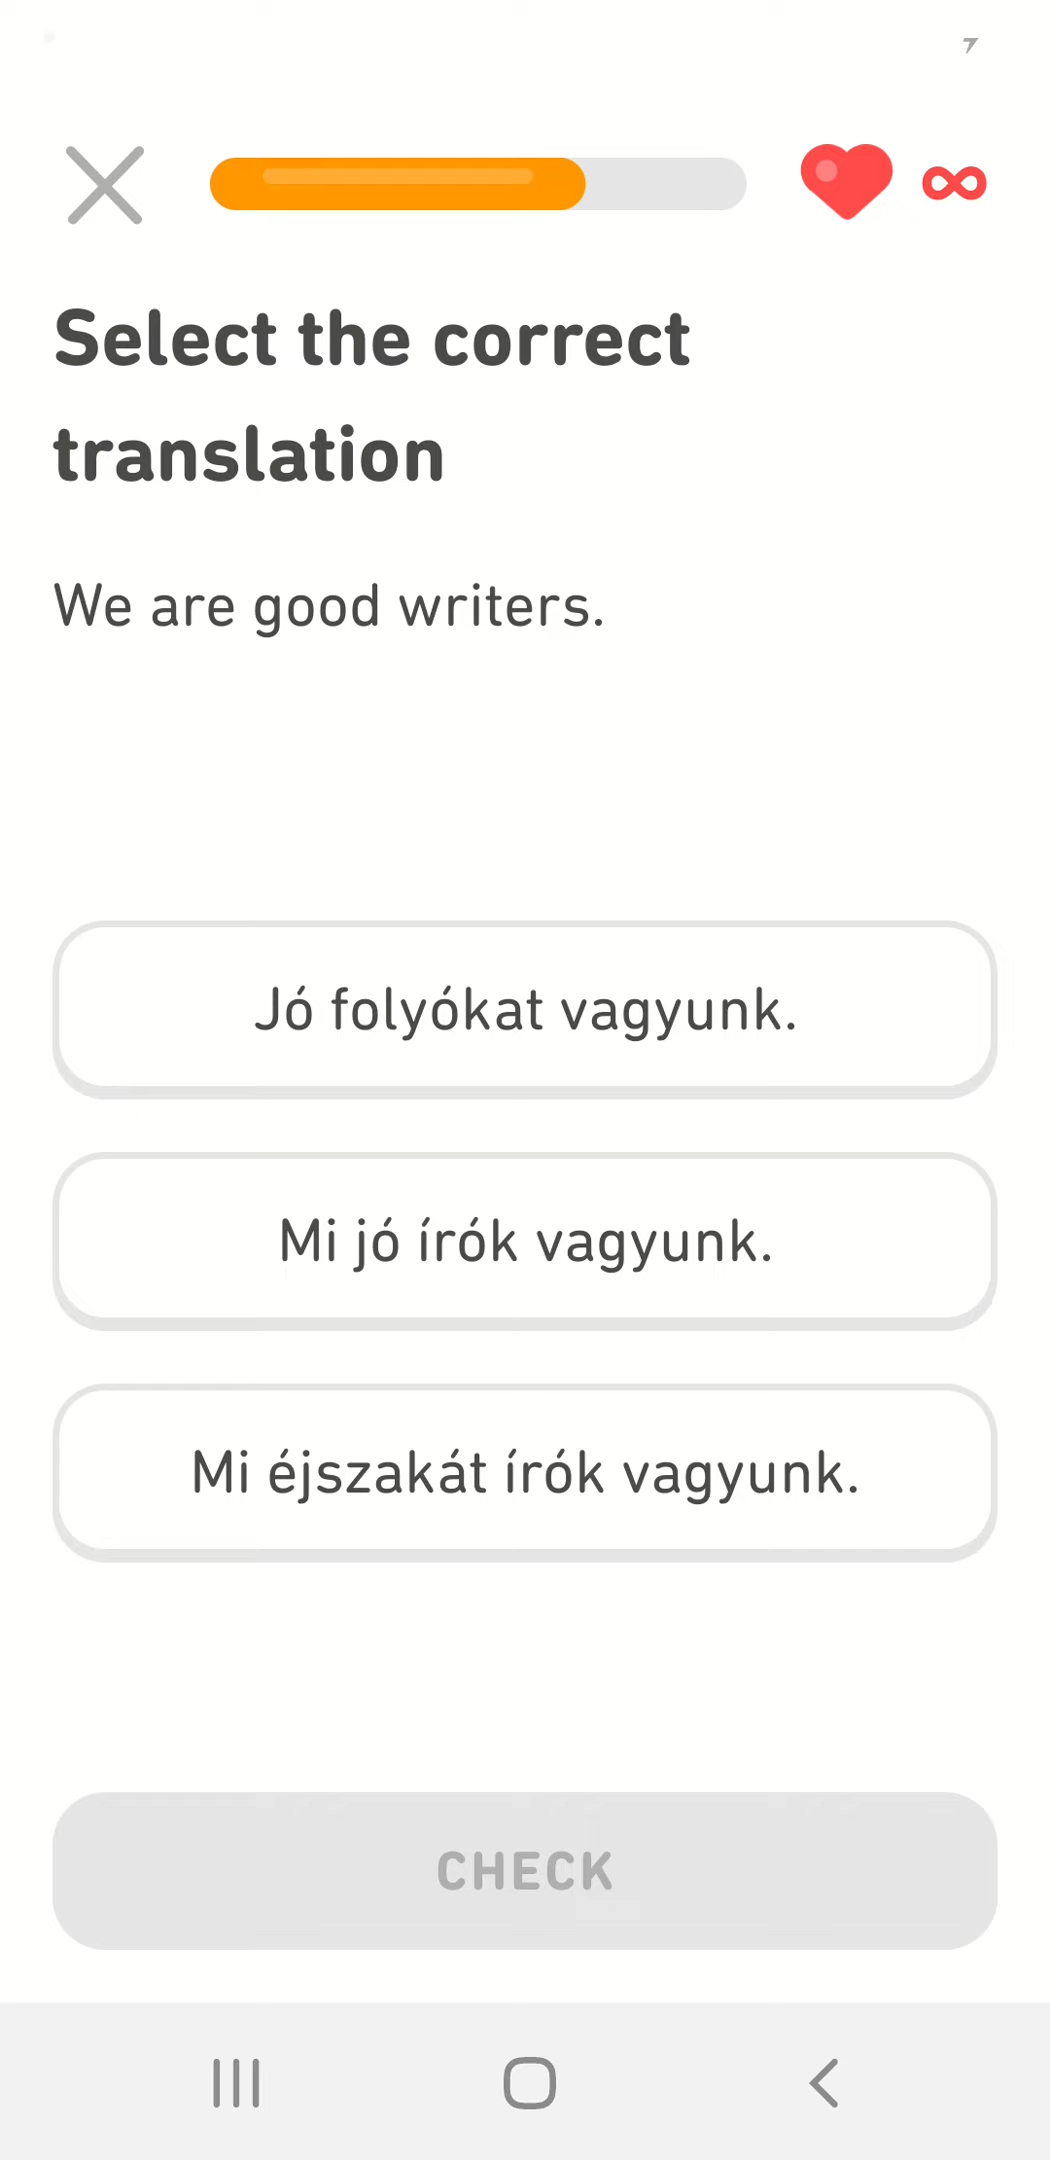 Select the correct
translation
We are good writers.
Jó folyókat vagyunk.
Mi jó írók vagyunk.
Mi éjszakát írók vagyunk.
CHECK